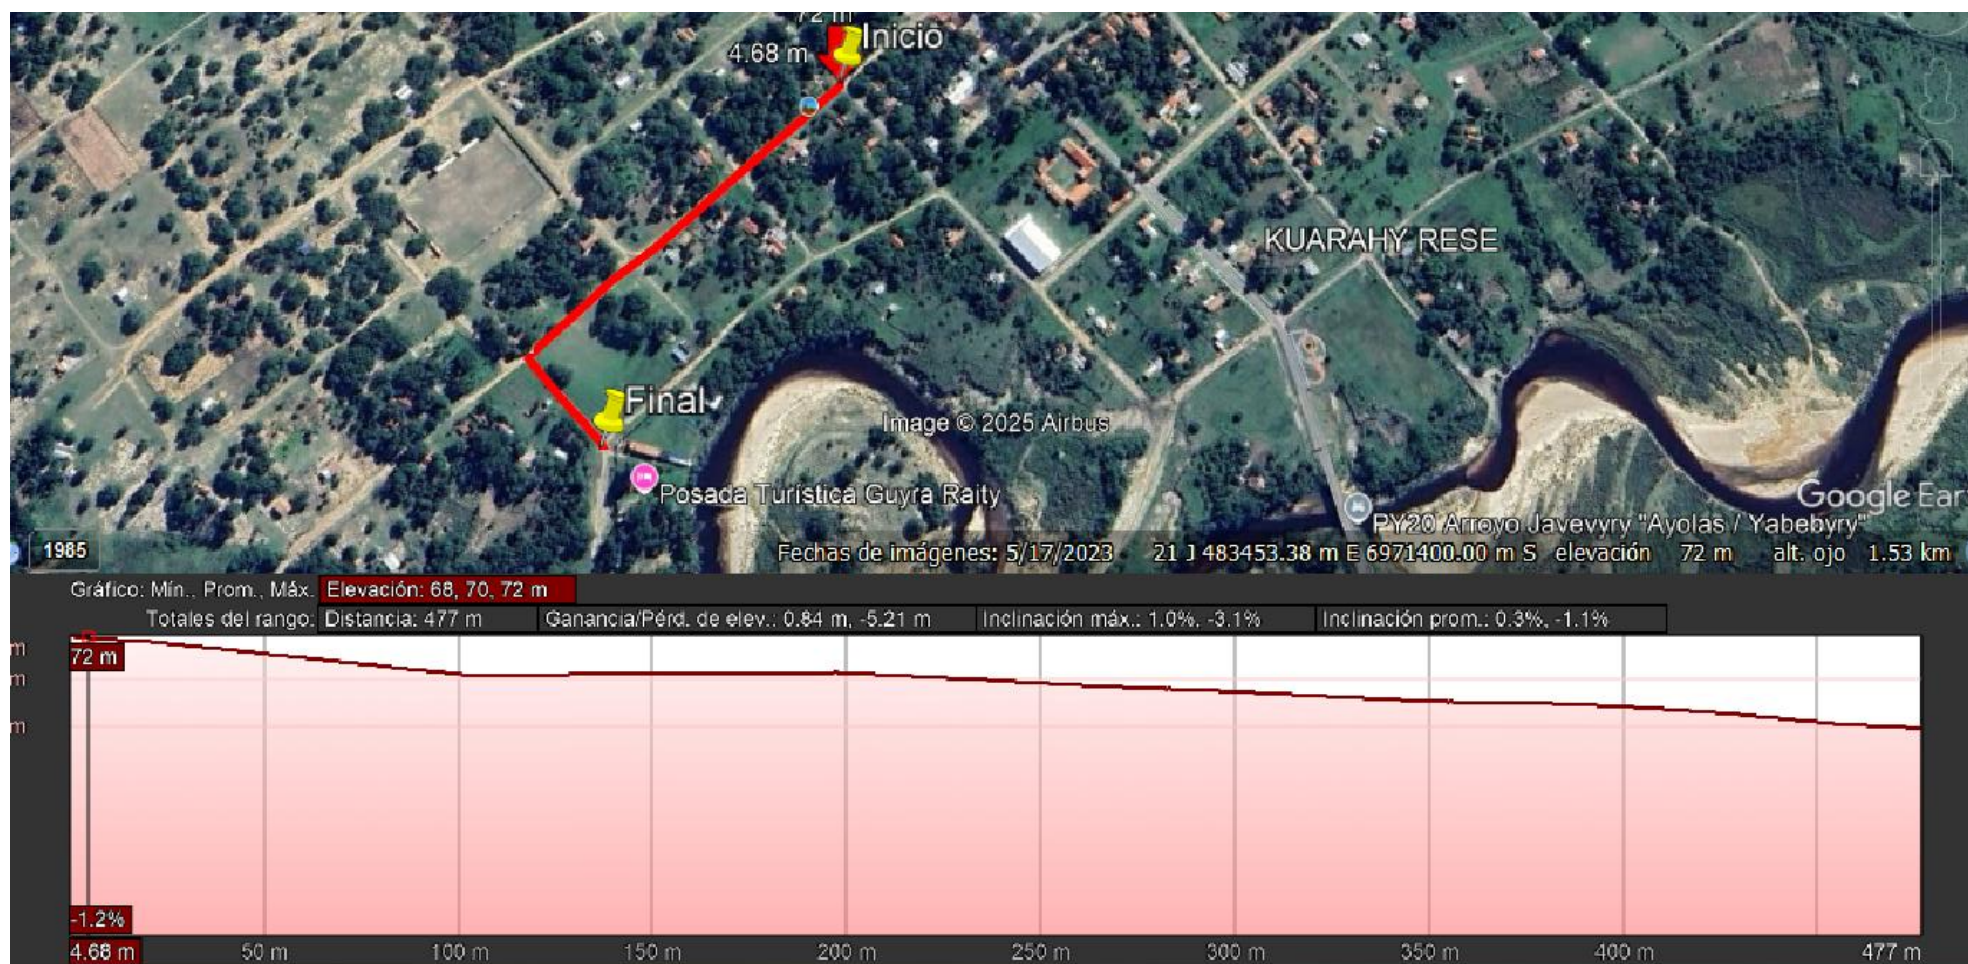 72 m
Inicio
4.68 m
KUARAHY RESE
Final
Image © 2025 Airbus
Posada Turística Guyra Raity
Google Ear
PY20 Arroyo Javevyry "Ayolas / Yabebyry"
1985
Fechas de imágenes: 5/17/2023 21 J 483453.38 m E 6971400.00 m S elevación 72 m alt. ojo 1.53 km
Gráfico: Mín., Prom., Máx. Elevación: 68, 70, 72 m
Totales del rango: Distancia: 477 m Ganancia/Pérd. de elev.: 0.84 m, -5.21 m Inclinación máx.: 1.0%, -3.1% Inclinación prom.: 0.3%, -1.1%
m
72 m
m
m
-1.2%
4.68 m 50 m 100 m 150 m 200 m 250 m 300 m 350 m 400 m 477 m